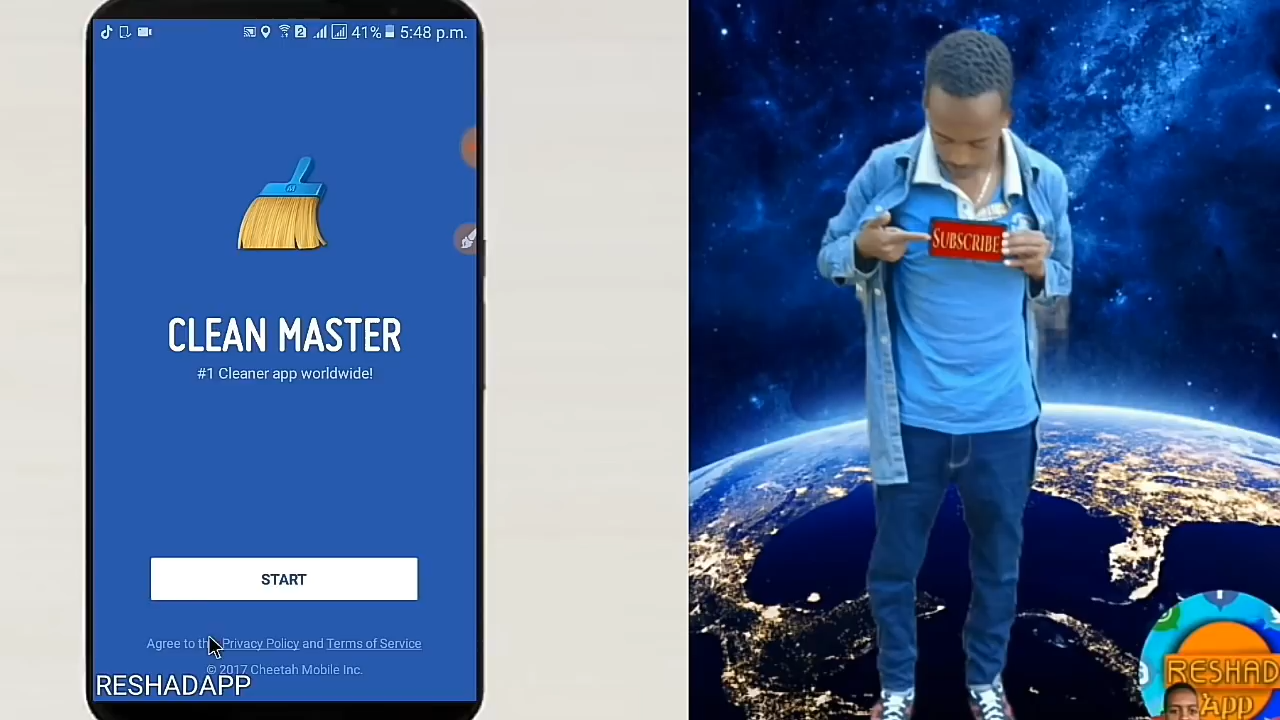 41% 5:48 p.m.
CLEAN MASTER
#1 Cleaner app worldwide!
START
Agree to th Privacy Policy and Terms of Service
© 2017 Cheetah Mobile Inc.
RESHADAPP
SUBSCRIBE
RESHAD
App